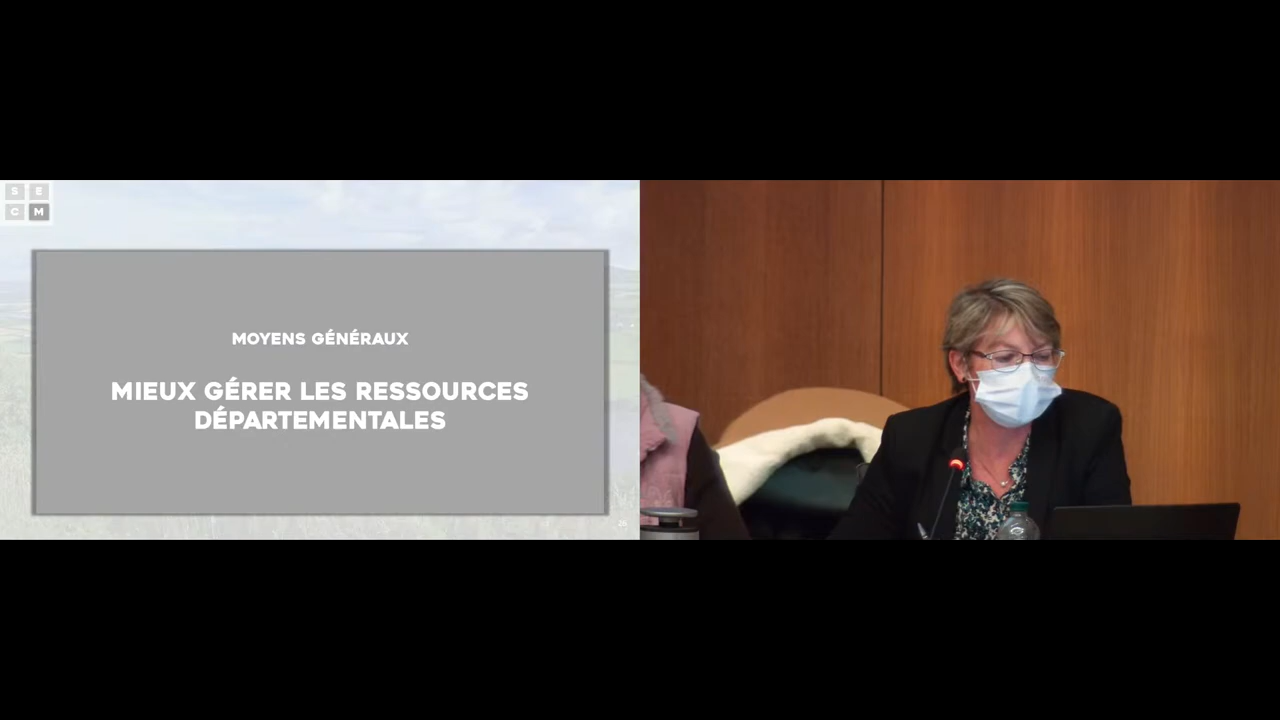 S E
C M
MOYENS GÉNÉRAUX
MIEUX GÉRER LES RESSOURCES
DÉPARTEMENTALES